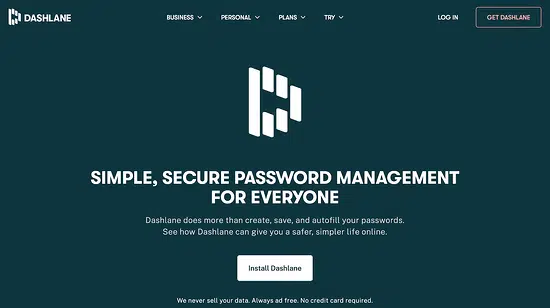 DASHLANE
BUSINESS PERSONAL PLANS TRY LOG IN GET DASHLANE
SIMPLE, SECURE PASSWORD MANAGEMENT
FOR EVERYONE
Dashlane does more than create, save, and autofill your passwords.
See how Dashlane can give you a safer, simpler life online.
Install Dashlane
We never sell your data. Always ad free. No credit card required.